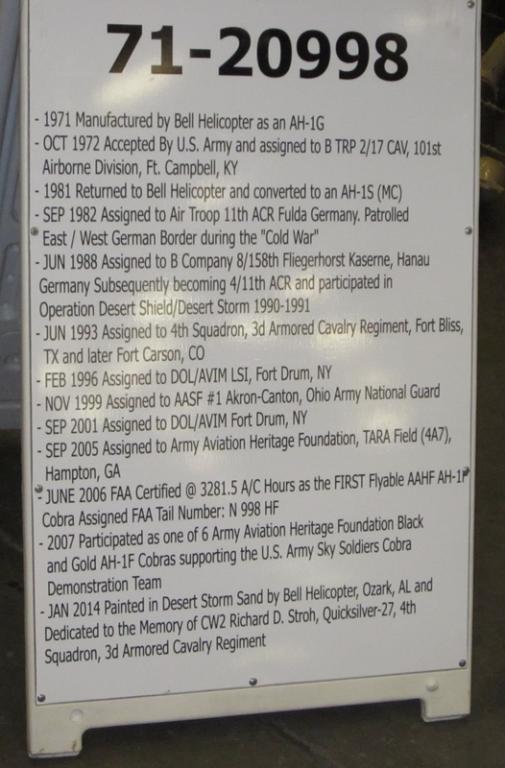 71-20998
- 1971 Manufactured by Bell Helicopter as an AH-1G
- OCT 1972 Accepted By U.S. Army and assigned to B TRP 2/17 CAV, 101st
Airborne Division, Ft. Campbell, KY
- 1981 Returned to Bell Helicopter and converted to an AH-1S (MC)
- SEP 1982 Assigned to Air Troop 11th ACR Fulda Germany. Patrolled
East / West German Border during the "Cold War"
- JUN 1988 Assigned to B Company 8/158th Fliegerhorst Kaserne, Hanau
Germany Subsequently becoming 4/11th ACR and participated in
Operation Desert Shield/Desert Storm 1990-1991
- JUN 1993 Assigned to 4th Squadron, 3d Armored Cavalry Regiment, Fort Bliss,
TX and later Fort Carson, CO
- FEB 1996 Assigned to DOL/AVIM LSI, Fort Drum, NY
- NOV 1999 Assigned to AASF #1 Akron-Canton, Ohio Army National Guard
- SEP 2001 Assigned to DOL/AVIM Fort Drum, NY
- SEP 2005 Assigned to Army Aviation Heritage Foundation, TARA Field (4A7),
Hampton, GA
- JUNE 2006 FAA Certified @ 3281.5 A/C Hours as the FIRST Flyable AAHF AH-1F
Cobra Assigned FAA Tail Number: N 998 HF
- 2007 Participated as one of 6 Army Aviation Heritage Foundation Black
and Gold AH-1F Cobras supporting the U.S. Army Sky Soldiers Cobra
Demonstration Team
- JAN 2014 Painted in Desert Storm Sand by Bell Helicopter, Ozark, AL and
Dedicated to the Memory of CW2 Richard D. Stroh, Quicksilver-27, 4th
Squadron, 3d Armored Cavalry Regiment